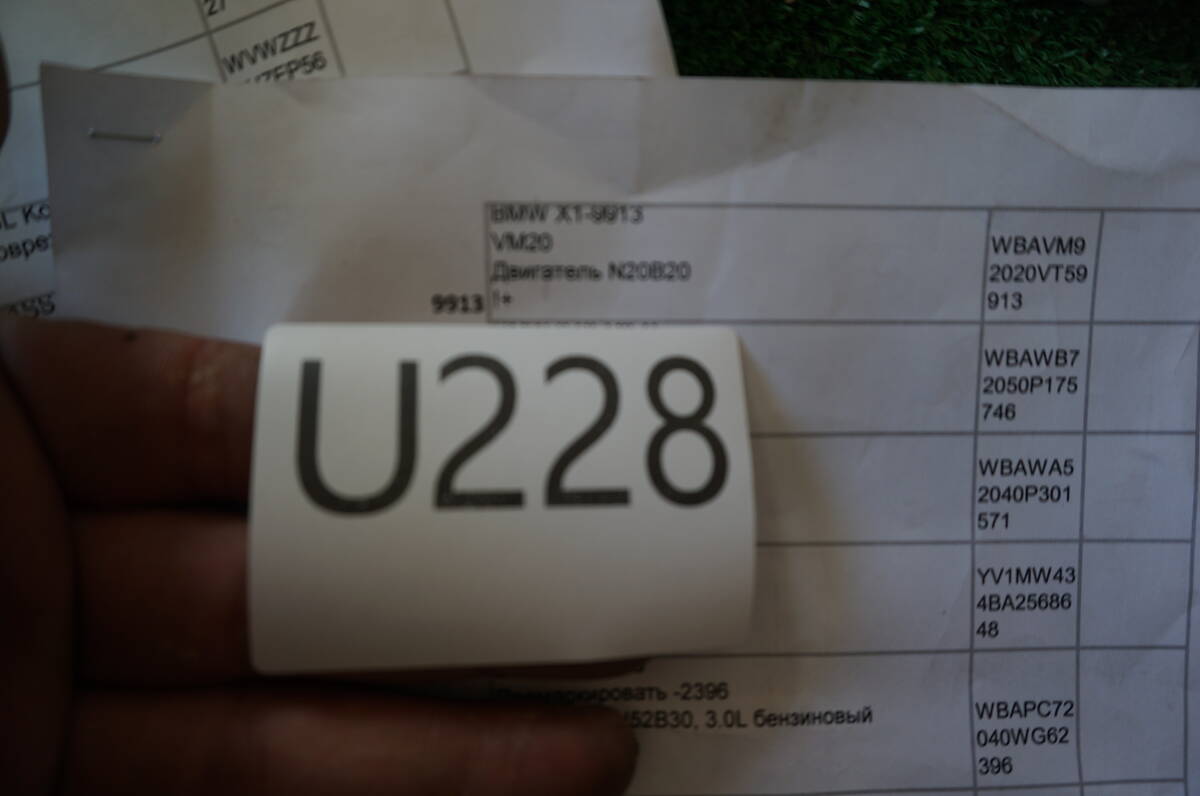 27
WVWZZZ
BMW X1-9913
VM20
Двигатель N20B20
!+
9913
WBAVM9
2020VT59
913
WBAWB7
2050P175
746
WBAWA5
2040P301
571
YV1MW43
4BA25686
48
U228
-2396
52B30, 3.0L бензиновый
WBAPC72
040WG62
396